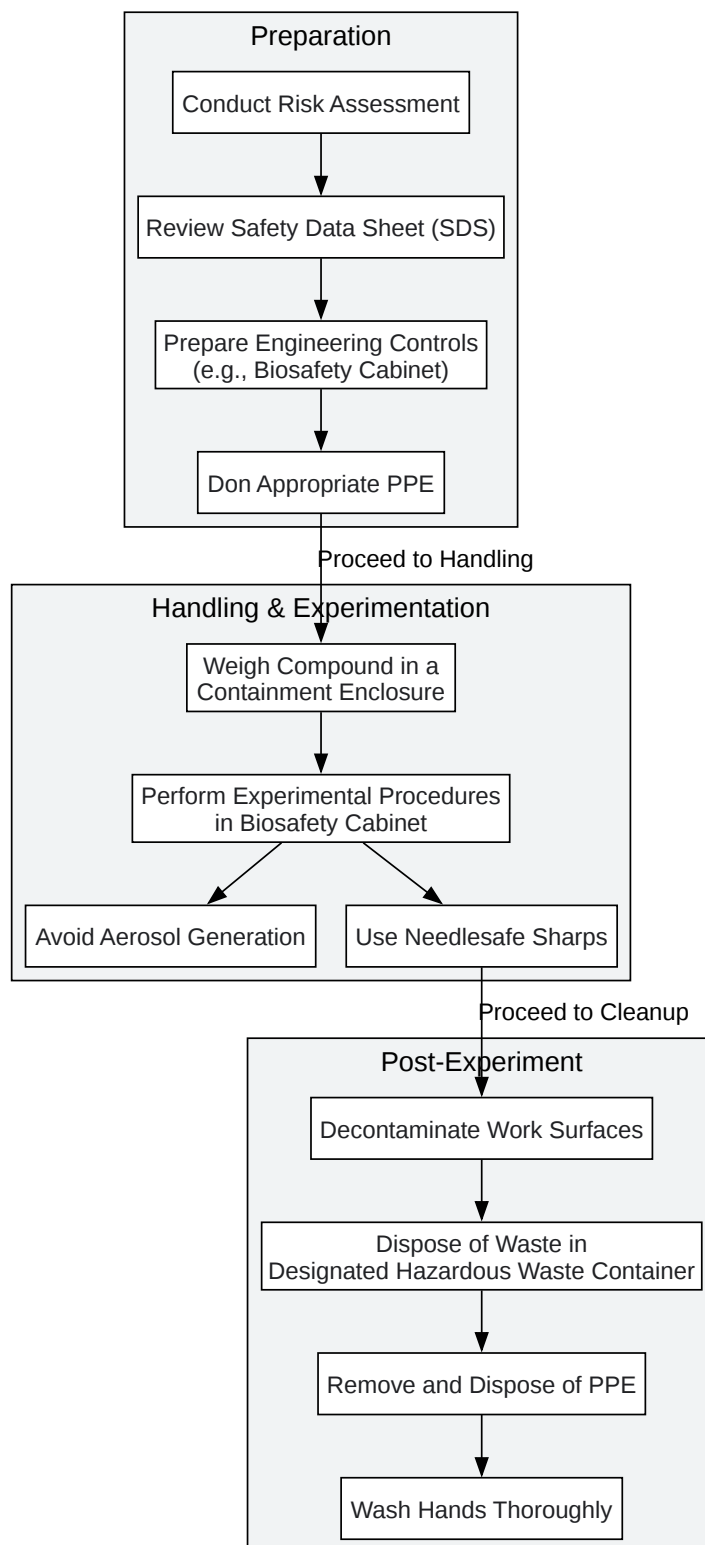 Preparation
Conduct Risk Assessment
Review Safety Data Sheet (SDS)
Prepare Engineering Controls
(e.g., Biosafety Cabinet)
Don Appropriate PPE
Proceed to Handling
Handling & Experimentation
Weigh Compound in a
Containment Enclosure
Perform Experimental Procedures
in Biosafety Cabinet
Avoid Aerosol Generation
Use Needlesafe Sharps
Proceed to Cleanup
Post-Experiment
Decontaminate Work Surfaces
Dispose of Waste in
Designated Hazardous Waste Container
Remove and Dispose of PPE
Wash Hands Thoroughly